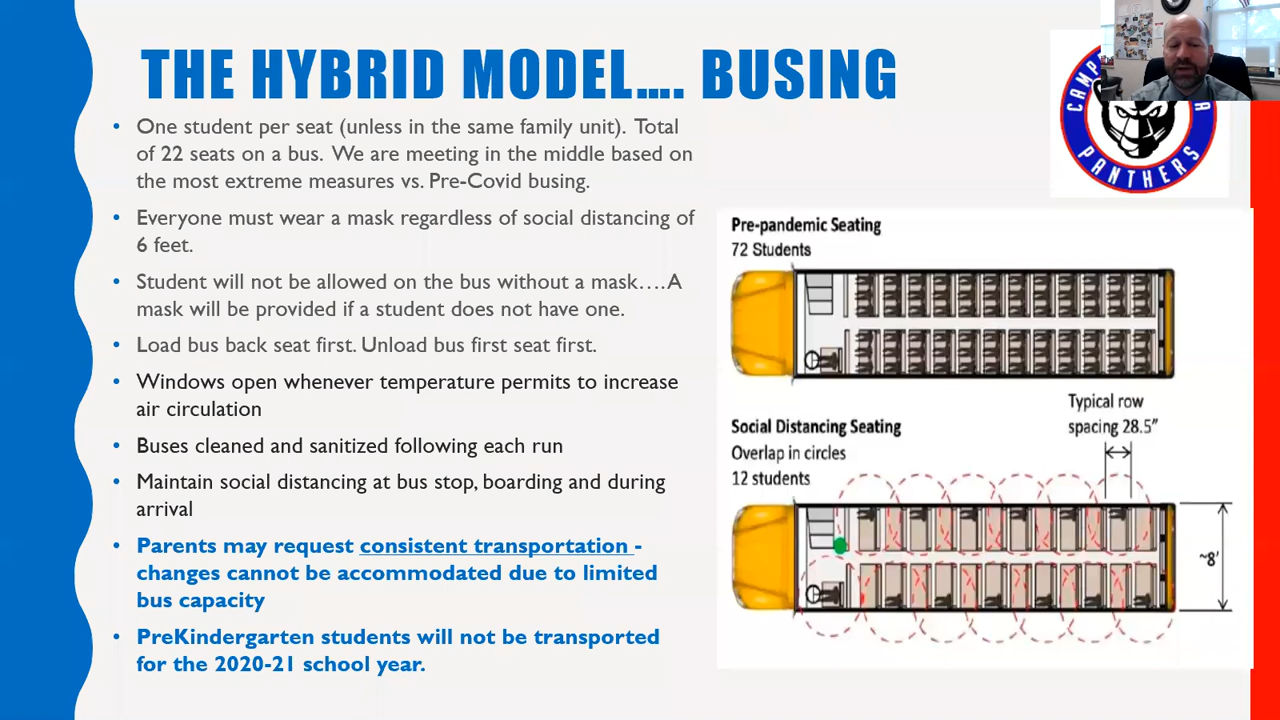 THE HYBRID MODEL.... BUSING
• One student per seat (unless in the same family unit). Total
of 22 seats on a bus. We are meeting in the middle based on
the most extreme measures vs. Pre-Covid busing.
• Everyone must wear a mask regardless of social distancing of
6 feet.
• Student will not be allowed on the bus without a mask….A
mask will be provided if a student does not have one.
• Load bus back seat first. Unload bus first seat first.
• Windows open whenever temperature permits to increase
air circulation
• Buses cleaned and sanitized following each run
• Maintain social distancing at bus stop, boarding and during
arrival
• Parents may request consistent transportation -
changes cannot be accommodated due to limited
bus capacity
• PreKindergarten students will not be transported
for the 2020-21 school year.
PANTHERS
Pre-pandemic Seating
72 Students
Typical row
spacing 28.5"
Social Distancing Seating
Overlap in circles
12 students
~8'